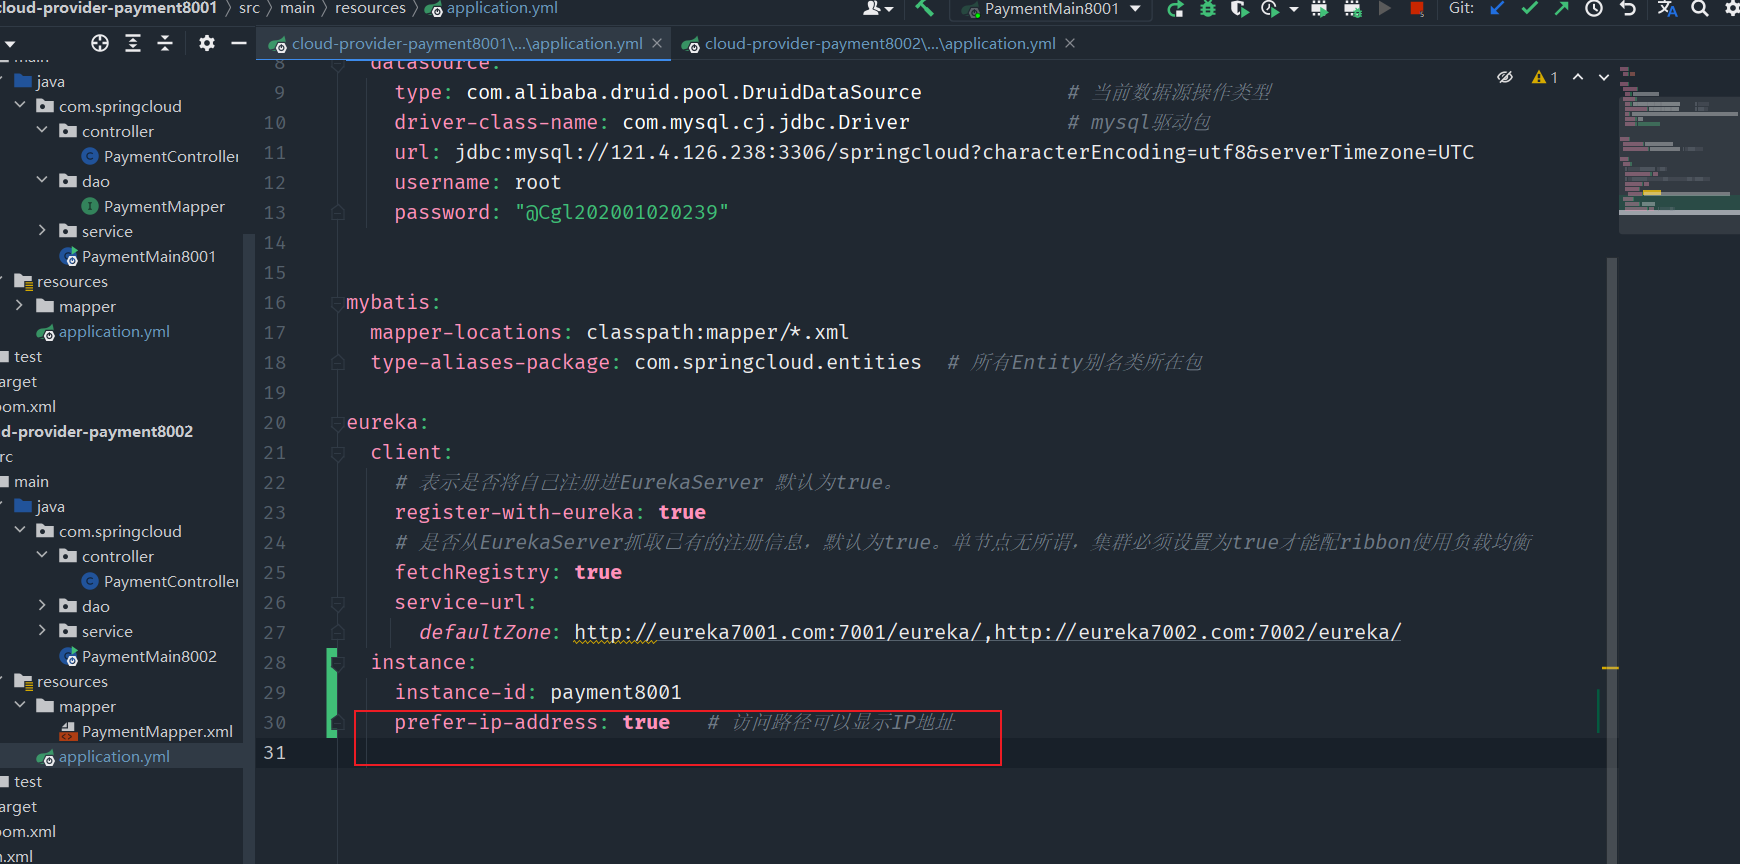 cloud-provider-payment8001 〉 src 〉 main 〉 resources 〉 application.yml
PaymentMain8001
Git:
cloud-provider-payment8001\...\application.yml
cloud-provider-payment8002\...\application.yml
main
java
com.springcloud
controller
PaymentController
dao
PaymentMapper
service
PaymentMain8001
resources
mapper
application.yml
test
arget
pom.xml
d-provider-payment8002
rc
main
java
com.springcloud
controller
PaymentController
dao
service
PaymentMain8002
resources
mapper
PaymentMapper.xml
application.yml
test
arget
pom.xml
.xml
1
8 datasource:
9 type: com.alibaba.druid.pool.DruidDataSource # 当前数据源操作类型
10 driver-class-name: com.mysql.cj.jdbc.Driver # mysql驱动包
11 url: jdbc:mysql://121.4.126.238:3306/springcloud?characterEncoding=utf8&serverTimezone=UTC
12 username: root
13 password: "@Cgl202001020239"
14
15
16 mybatis:
17 mapper-locations: classpath:mapper/*.xml
18 type-aliases-package: com.springcloud.entities # 所有Entity别名类所在包
19
20 eureka:
21 client:
22 # 表示是否将自己注册进EurekaServer 默认为true。
23 register-with-eureka: true
24 # 是否从EurekaServer抓取已有的注册信息，默认为true。单节点无所谓，集群必须设置为true才能配ribbon使用负载均衡
25 fetchRegistry: true
26 service-url:
27 defaultZone: http://eureka7001.com:7001/eureka/,http://eureka7002.com:7002/eureka/
28 instance:
29 instance-id: payment8001
30 prefer-ip-address: true # 访问路径可以显示IP地址
31